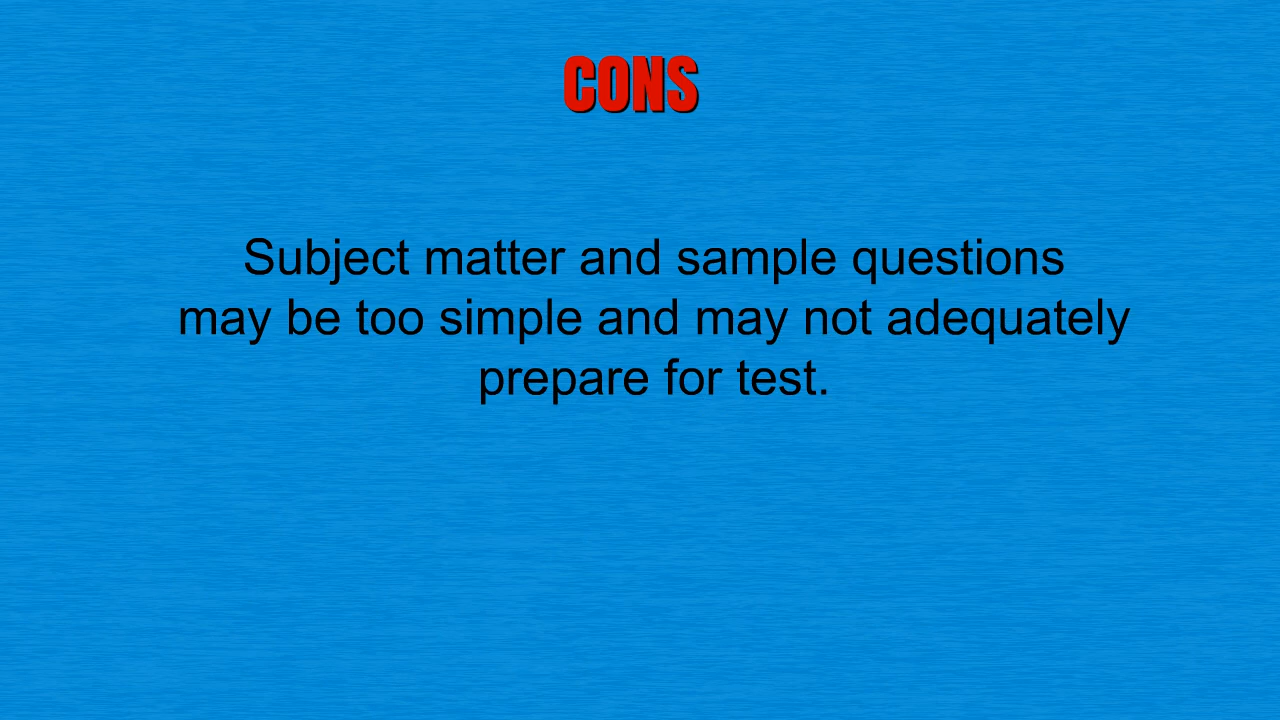 CONS
Subject matter and sample questions
may be too simple and may not adequately
prepare for test.